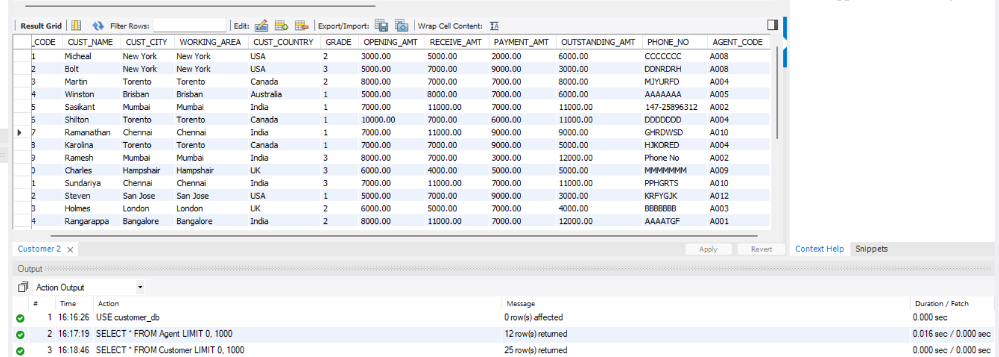 Result Grid Filter Rows: Edit: Export/Import: Wrap Cell Content:
_CODE CUST_NAME CUST_CITY WORKING_AREA CUST_COUNTRY GRADE OPENING_AMT RECEIVE_AMT PAYMENT_AMT OUTSTANDING_AMT PHONE_NO AGENT_CODE
1 Micheal New York New York USA 2 3000.00 5000.00 2000.00 6000.00 CCCCCCC A008
2 Bolt New York New York USA 3 5000.00 7000.00 9000.00 3000.00 DDNRDRH A008
3 Martin Torento Torento Canada 2 8000.00 7000.00 7000.00 8000.00 MJYURFD A004
4 Winston Brisban Brisban Australia 1 5000.00 8000.00 7000.00 6000.00 AAAAAAA A005
5 Sasikant Mumbai Mumbai India 1 7000.00 11000.00 7000.00 11000.00 147-25896312 A002
6 Shilton Torento Torento Canada 1 10000.00 7000.00 6000.00 11000.00 DDDDDDD A004
7 Ramanathan Chennai Chennai India 1 7000.00 11000.00 9000.00 9000.00 GHRDWSD A010
8 Karolina Torento Torento Canada 1 7000.00 7000.00 9000.00 5000.00 HJKORED A004
9 Ramesh Mumbai Mumbai India 3 8000.00 7000.00 3000.00 12000.00 Phone No A002
0 Charles Hampshair Hampshair UK 3 6000.00 4000.00 5000.00 5000.00 MMMMMMM A009
1 Sundariya Chennai Chennai India 3 7000.00 11000.00 7000.00 11000.00 PPHGRTS A010
2 Steven San Jose San Jose USA 1 5000.00 7000.00 9000.00 3000.00 KRFYGJK A012
3 Holmes London London UK 2 6000.00 5000.00 7000.00 4000.00 BBBBBBB A003
4 Rangarappa Bangalore Bangalore India 2 8000.00 11000.00 7000.00 12000.00 AAAATGF A001
Customer 2 Apply Revert Context Help Snippets
Output
Action Output
# Time Action Message Duration / Fetch
1 16:16:26 USE customer_db 0 row(s) affected 0.000 sec
2 16:17:19 SELECT * FROM Agent LIMIT 0, 1000 12 row(s) returned 0.016 sec / 0.000 sec
3 16:18:46 SELECT * FROM Customer LIMIT 0, 1000 25 row(s) returned 0.000 sec / 0.000 sec